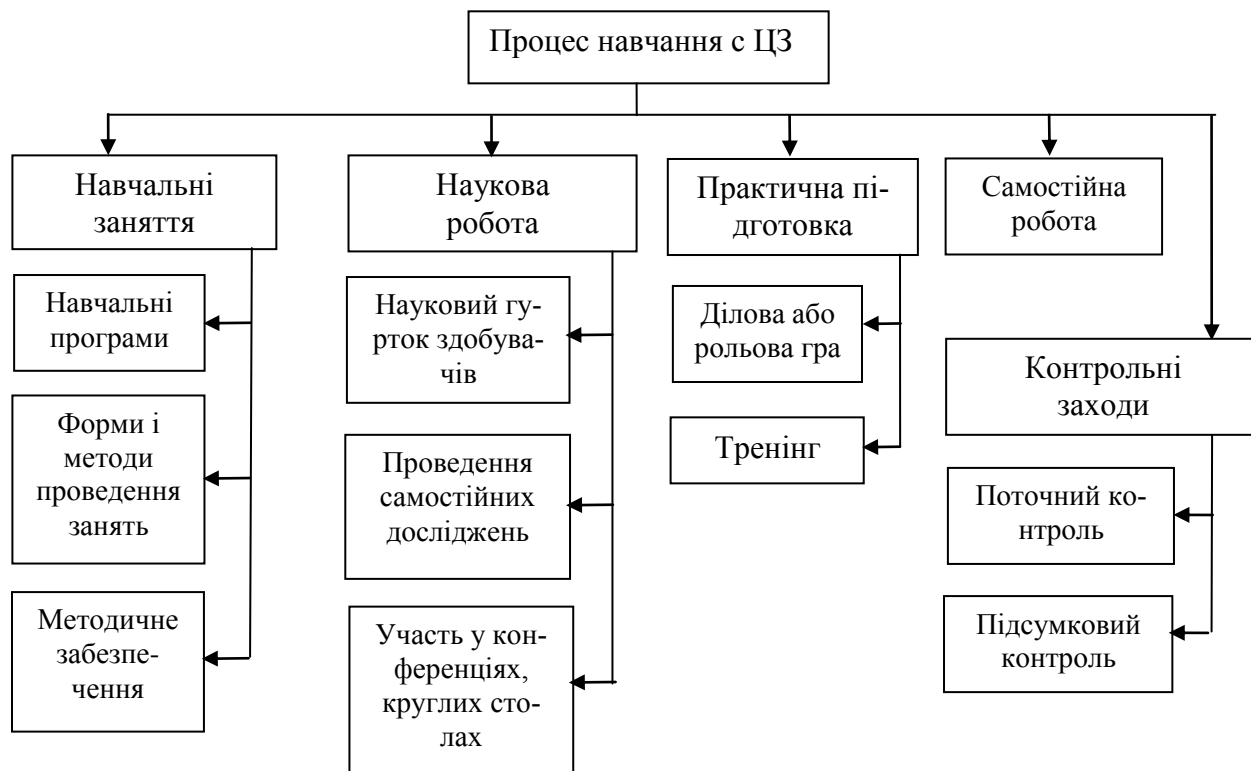 Процес навчання с ЦЗ
Навчальні
заняття
Наукова
робота
Практична пі-
дготовка
Самостійна
робота
Навчальні
програми
Науковий гу-
рток здобува-
чів
Ділова або
рольова гра
Контрольні
заходи
Форми і
методи
проведення
занять
Проведення
самостійних
досліджень
Тренінг
Поточний ко-
нтроль
Методичне
забезпе-
чення
Участь у кон-
ференціях,
круглих сто-
лах
Підсумковий
контроль